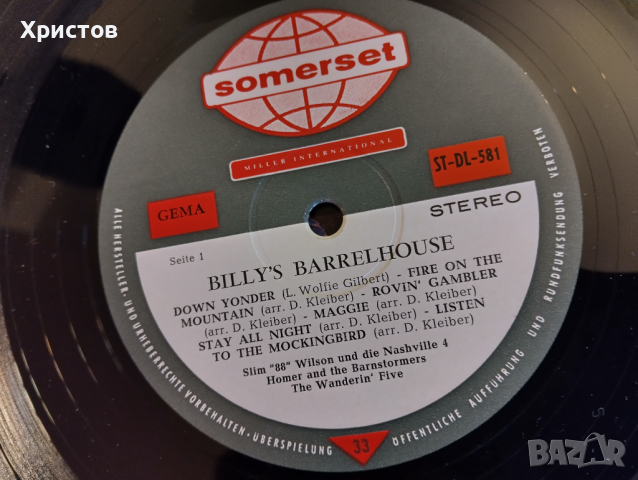 Христов
somerset
MILLER INTERNATIONAL
ST-DL-581
GEMA
STEREO
Seite 1
BILLY'S BARRELHOUSE
DOWN YONDER (L. Wolfie Gilbert) - FIRE ON THE
MOUNTAIN (arr. D. Kleiber) - ROVIN' GAMBLER
(arr. D. Kleiber) - MAGGIE (arr. D. Kleiber) -
STAY ALL NIGHT (arr. D. Kleiber) - LISTEN
TO THE MOCKINGBIRD (arr. D. Kleiber)
Slim "88" Wilson und die Nashville 4
Homer and the Barnstormers
The Wanderin' Five
ALLE HERSTELLER- UND URHEBERRECHTE VORBEHALTEN · ÜBERSPIELUNG
33
ÖFFENTLICHE AUFFÜHRUNG UND RUNDFUNKSENDUNG VERBOTEN
BAZAR
bg